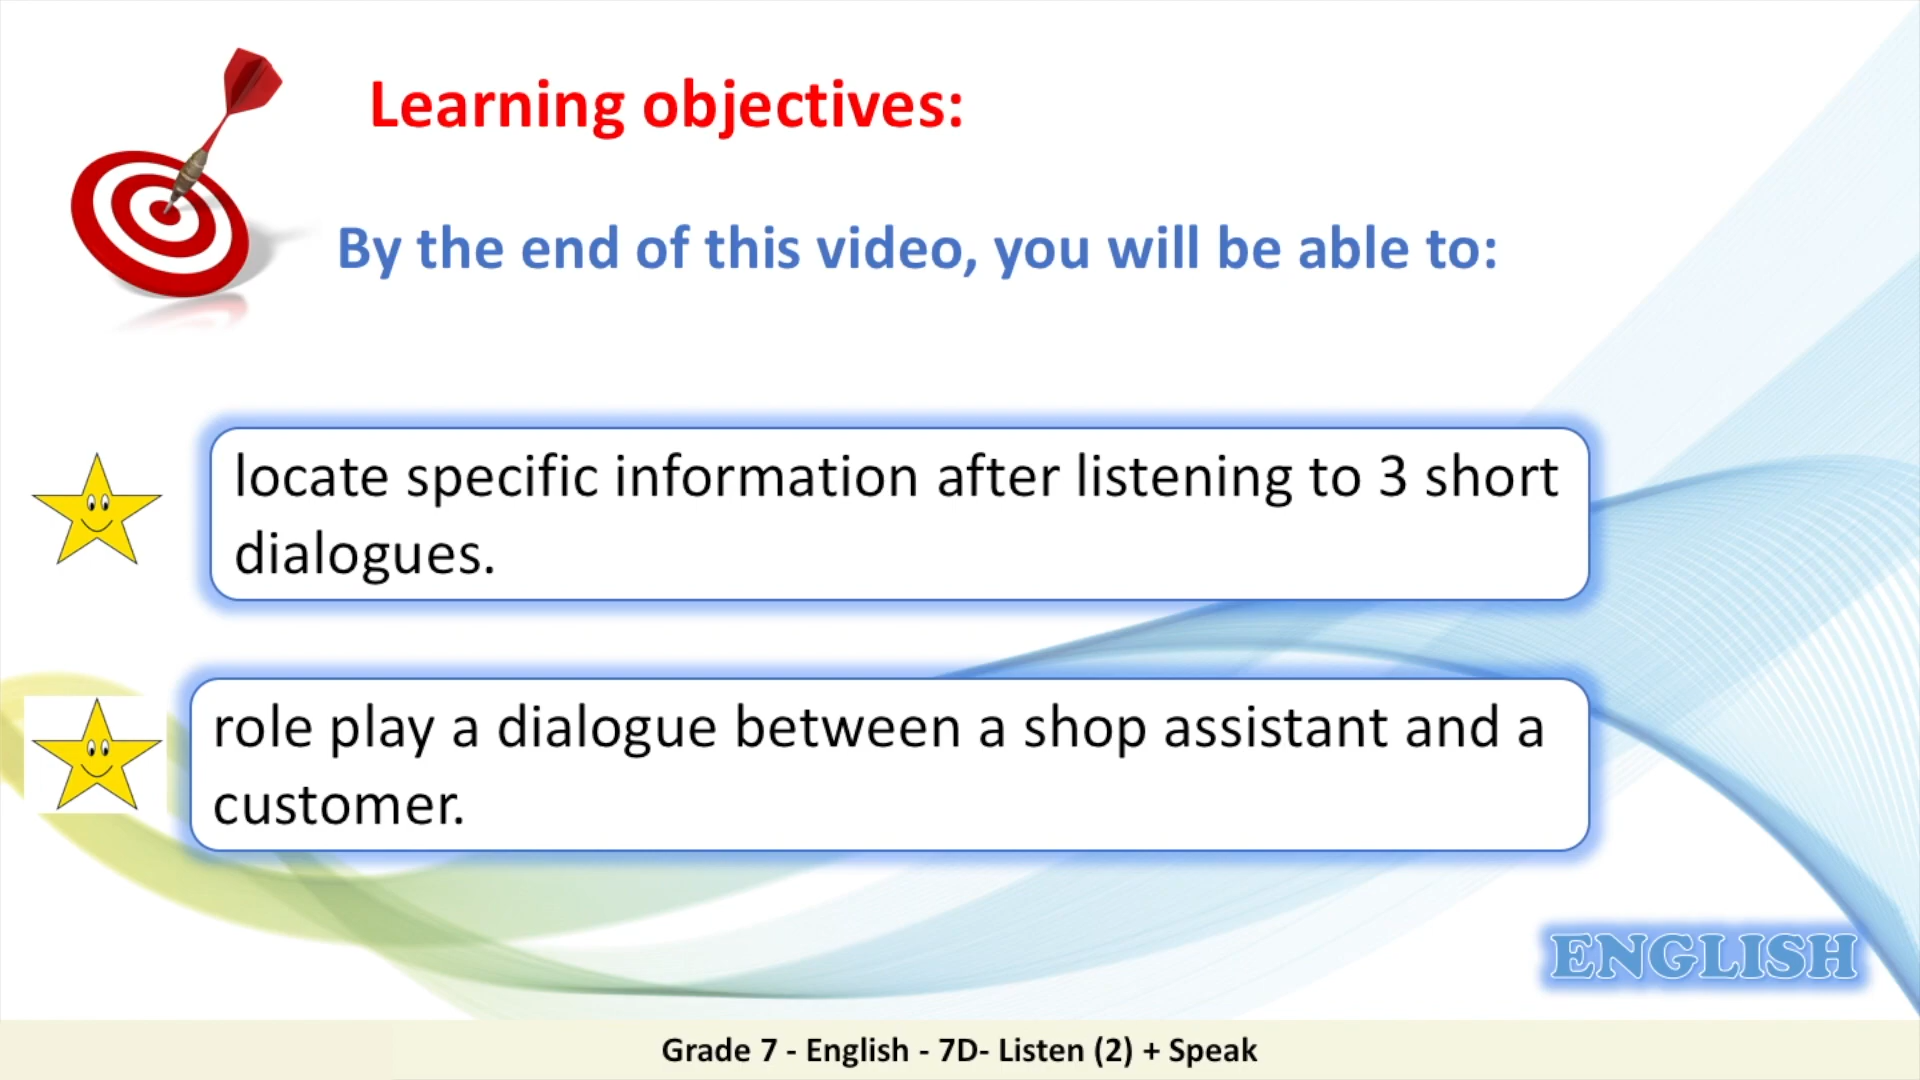 Learning objectives:
By the end of this video, you will be able to:
locate specific information after listening to 3 short
dialogues.
role play a dialogue between a shop assistant and a
customer.
ENGLISH
Grade 7 - English - 7D- Listen (2) + Speak